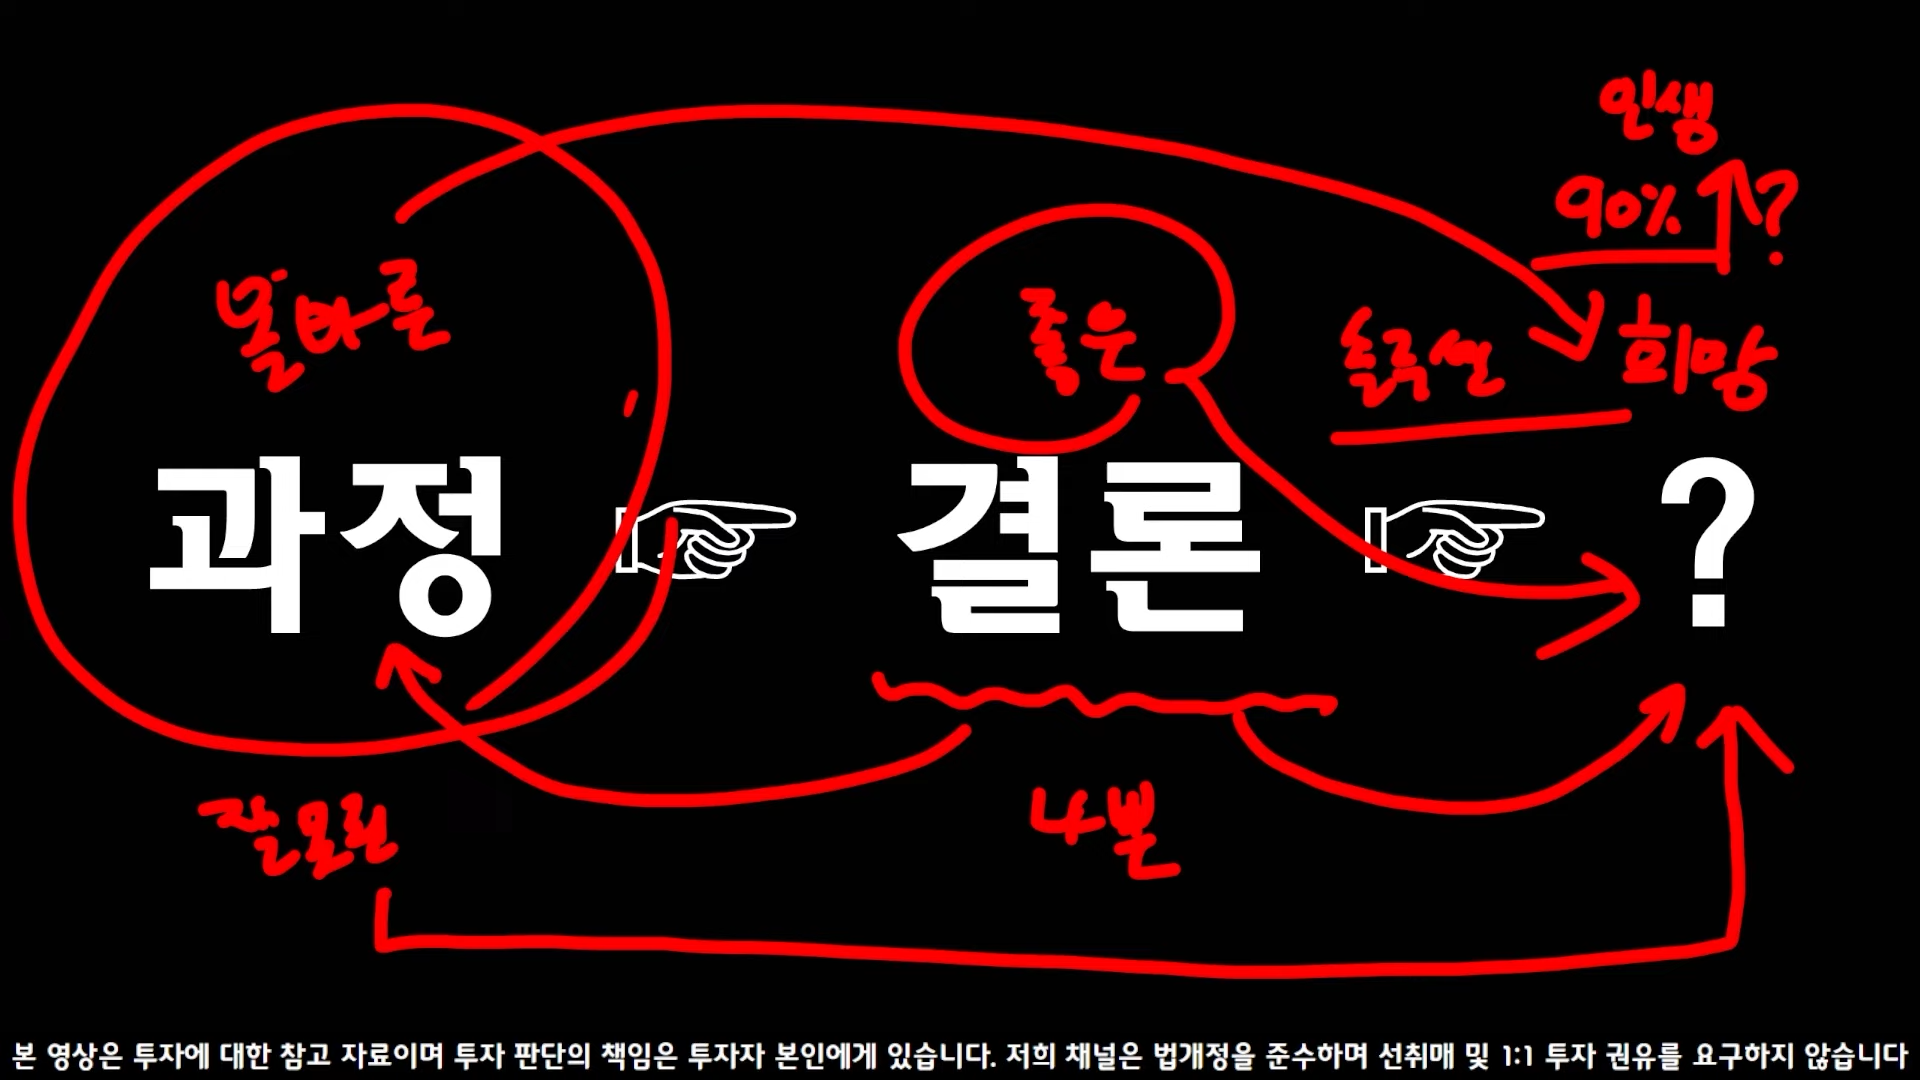 인생
90% ↑?
올바른
좋은
솔루션 희망
과정 ☞ 결론 ☞ ?
잘못된
나쁜
본 영상은 투자에 대한 참고 자료이며 투자 판단의 책임은 투자자 본인에게 있습니다. 저희 채널은 법개정을 준수하며 선취매 및 1:1 투자 권유를 요구하지 않습니다